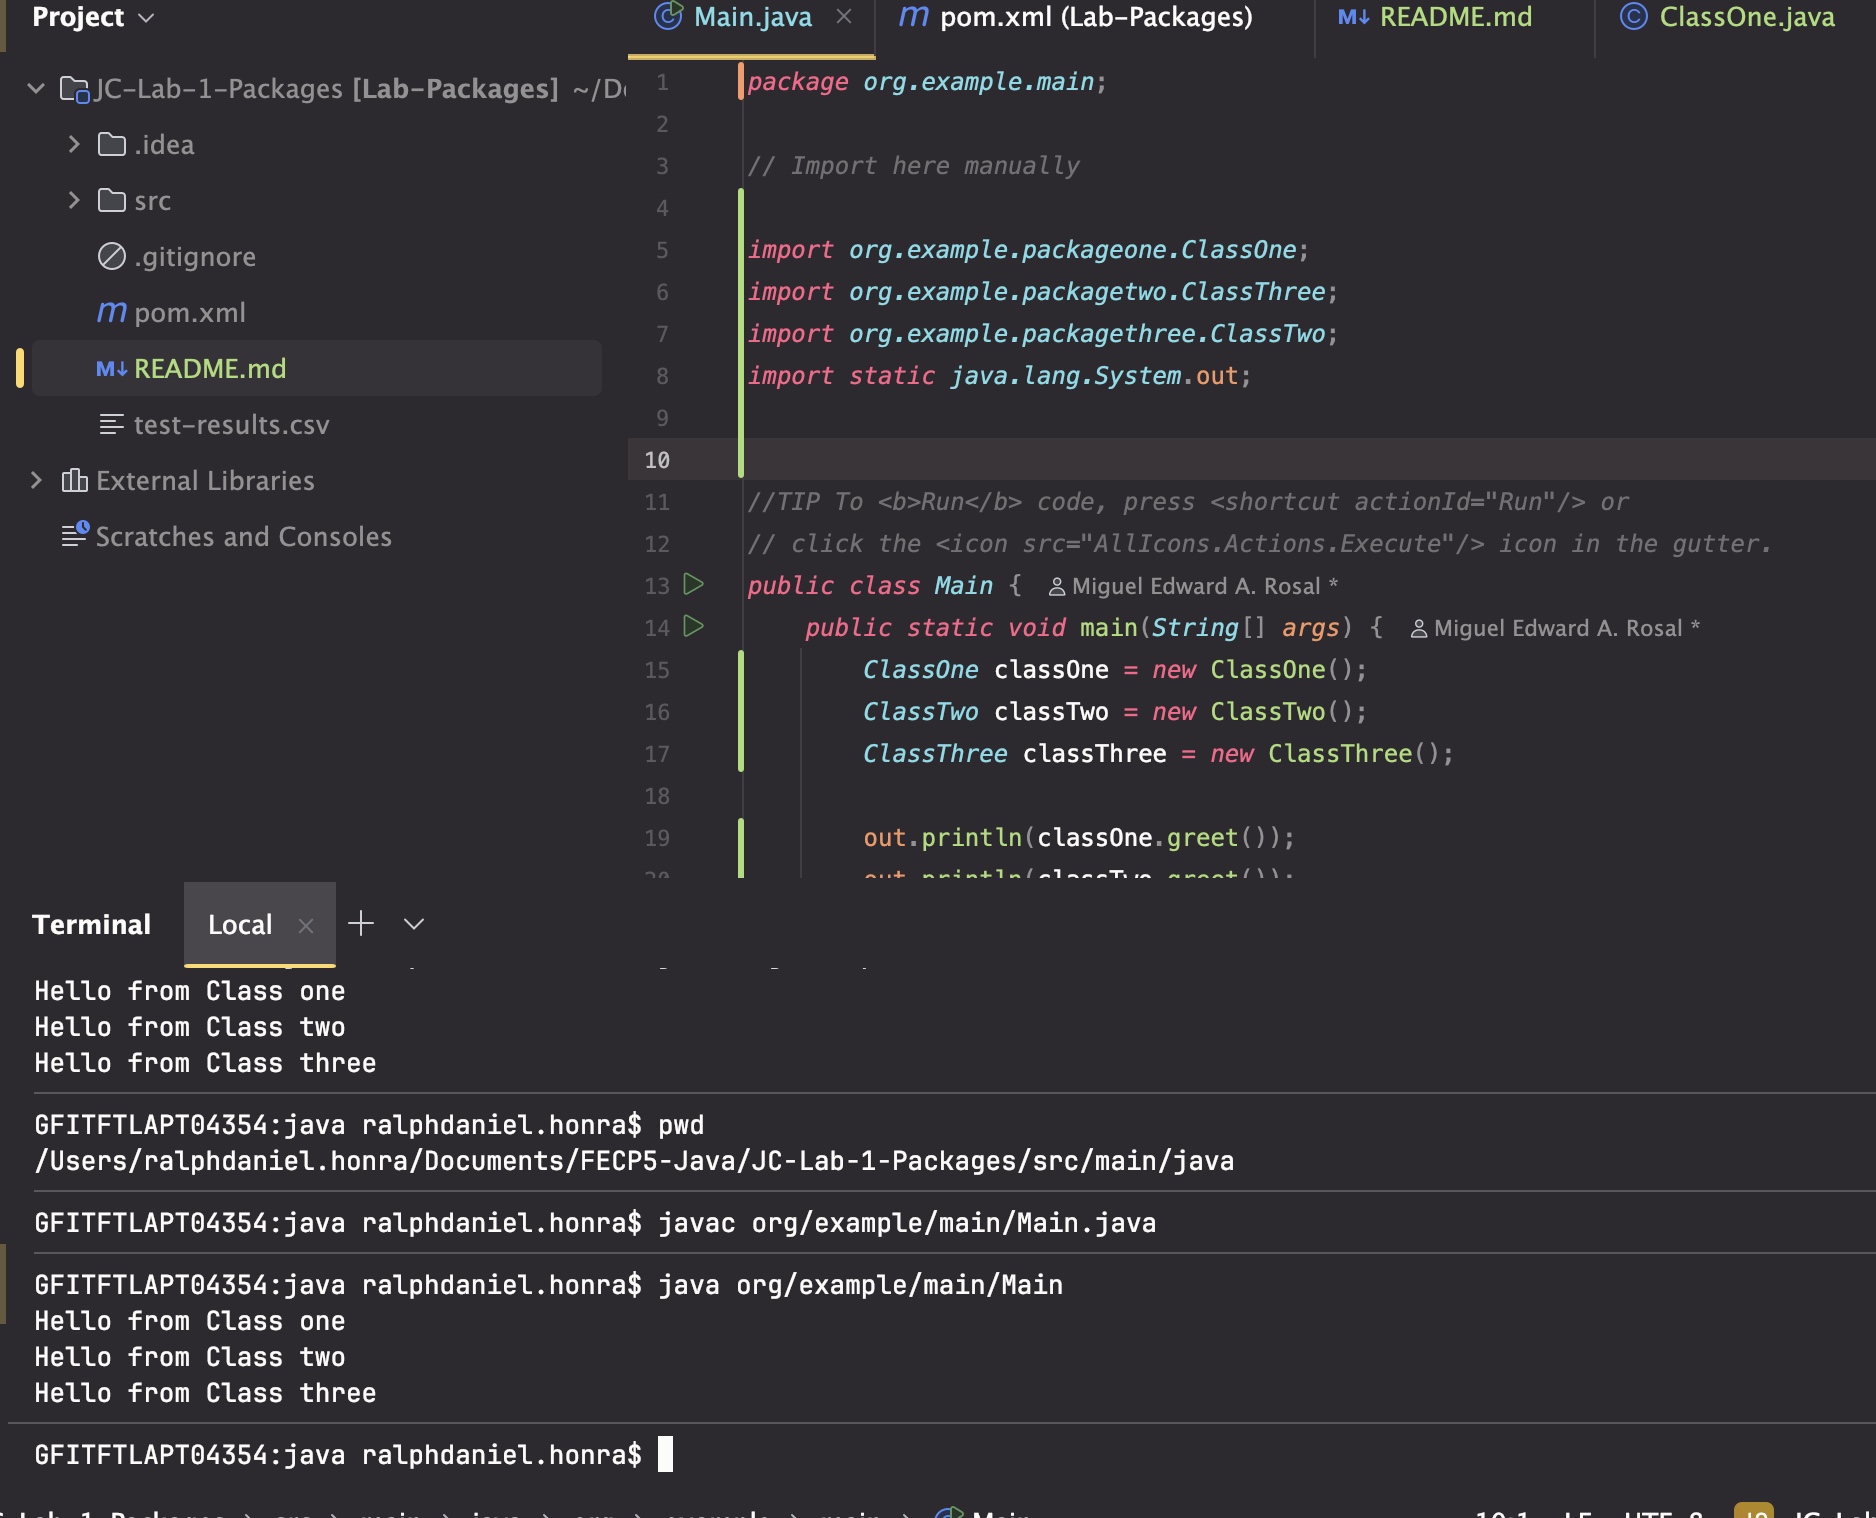 Project
Main.java
pom.xml (Lab-Packages)
README.md
ClassOne.java
JC-Lab-1-Packages [Lab-Packages]
.idea
src
.gitignore
pom.xml
README.md
test-results.csv
External Libraries
Scratches and Consoles
1 package org.example.main;
2
3 // Import here manually
4
5 import org.example.packageone.ClassOne;
6 import org.example.packagetwo.ClassThree;
7 import org.example.packagethree.ClassTwo;
8 import static java.lang.System.out;
9
10
11 //TIP To <b>Run</b> code, press <shortcut actionId="Run"/> or
12 // click the <icon src="AllIcons.Actions.Execute"/> icon in the gutter.
13 public class Main { Miguel Edward A. Rosal *
14 public static void main(String[] args) { Miguel Edward A. Rosal *
15 ClassOne classOne = new ClassOne();
16 ClassTwo classTwo = new ClassTwo();
17 ClassThree classThree = new ClassThree();
18
19 out.println(classOne.greet());
20 out.println(classTwo.greet());
Terminal Local
Hello from Class one
Hello from Class two
Hello from Class three
GFITFTLAPT04354:java ralphdaniel.honra$ pwd
/Users/ralphdaniel.honra/Documents/FECP5-Java/JC-Lab-1-Packages/src/main/java
GFITFTLAPT04354:java ralphdaniel.honra$ javac org/example/main/Main.java
GFITFTLAPT04354:java ralphdaniel.honra$ java org/example/main/Main
Hello from Class one
Hello from Class two
Hello from Class three
GFITFTLAPT04354:java ralphdaniel.honra$